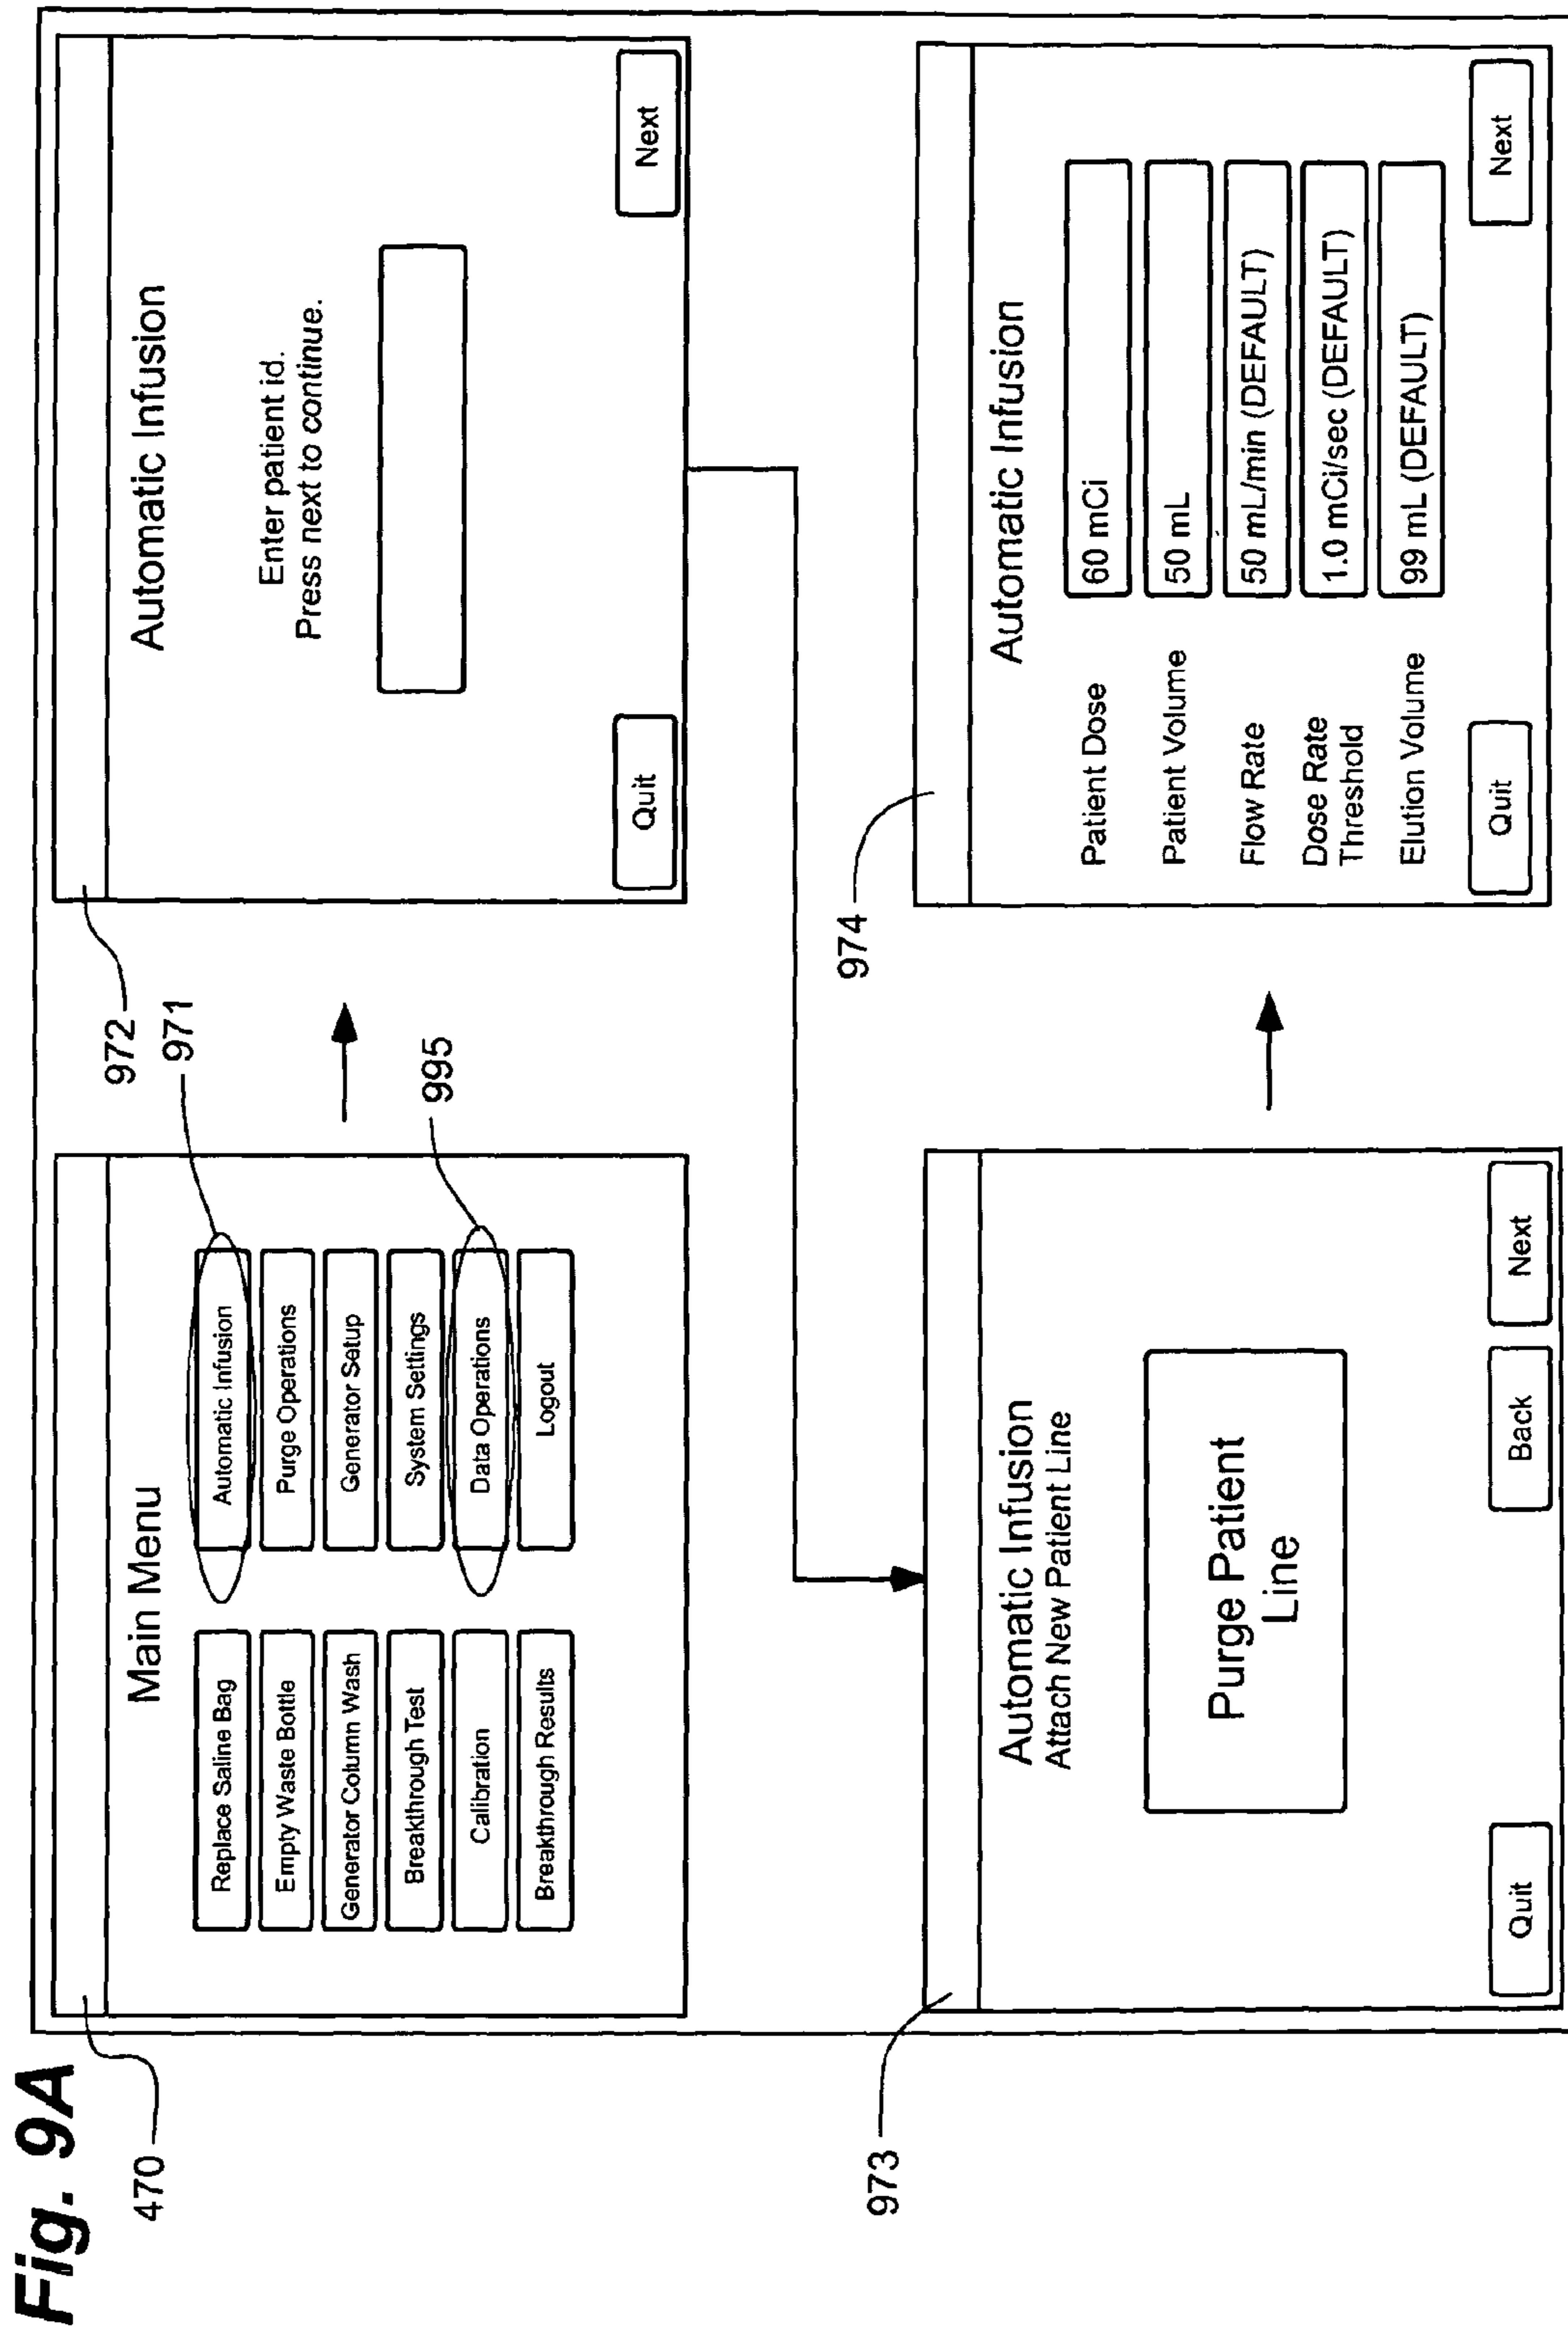 Fig. 9A
470
Main Menu
Replace Saline Bag
Automatic Infusion
Empty Waste Bottle
Purge Operations
Generator Column Wash
Generator Setup
Breakthrough Test
System Settings
Calibration
Data Operations
Breakthrough Results
Logout
971
995
972
Automatic Infusion
Enter patient id.
Press next to continue.
Quit
Next
973
Automatic Infusion
Attach New Patient Line
Purge Patient
Line
Quit
Back
Next
974
Automatic Infusion
Patient Dose
60 mCi
Patient Volume
50 mL
Flow Rate
50 mL/min (DEFAULT)
Dose Rate
Threshold
1.0 mCi/sec (DEFAULT)
Elution Volume
99 mL (DEFAULT)
Quit
Next